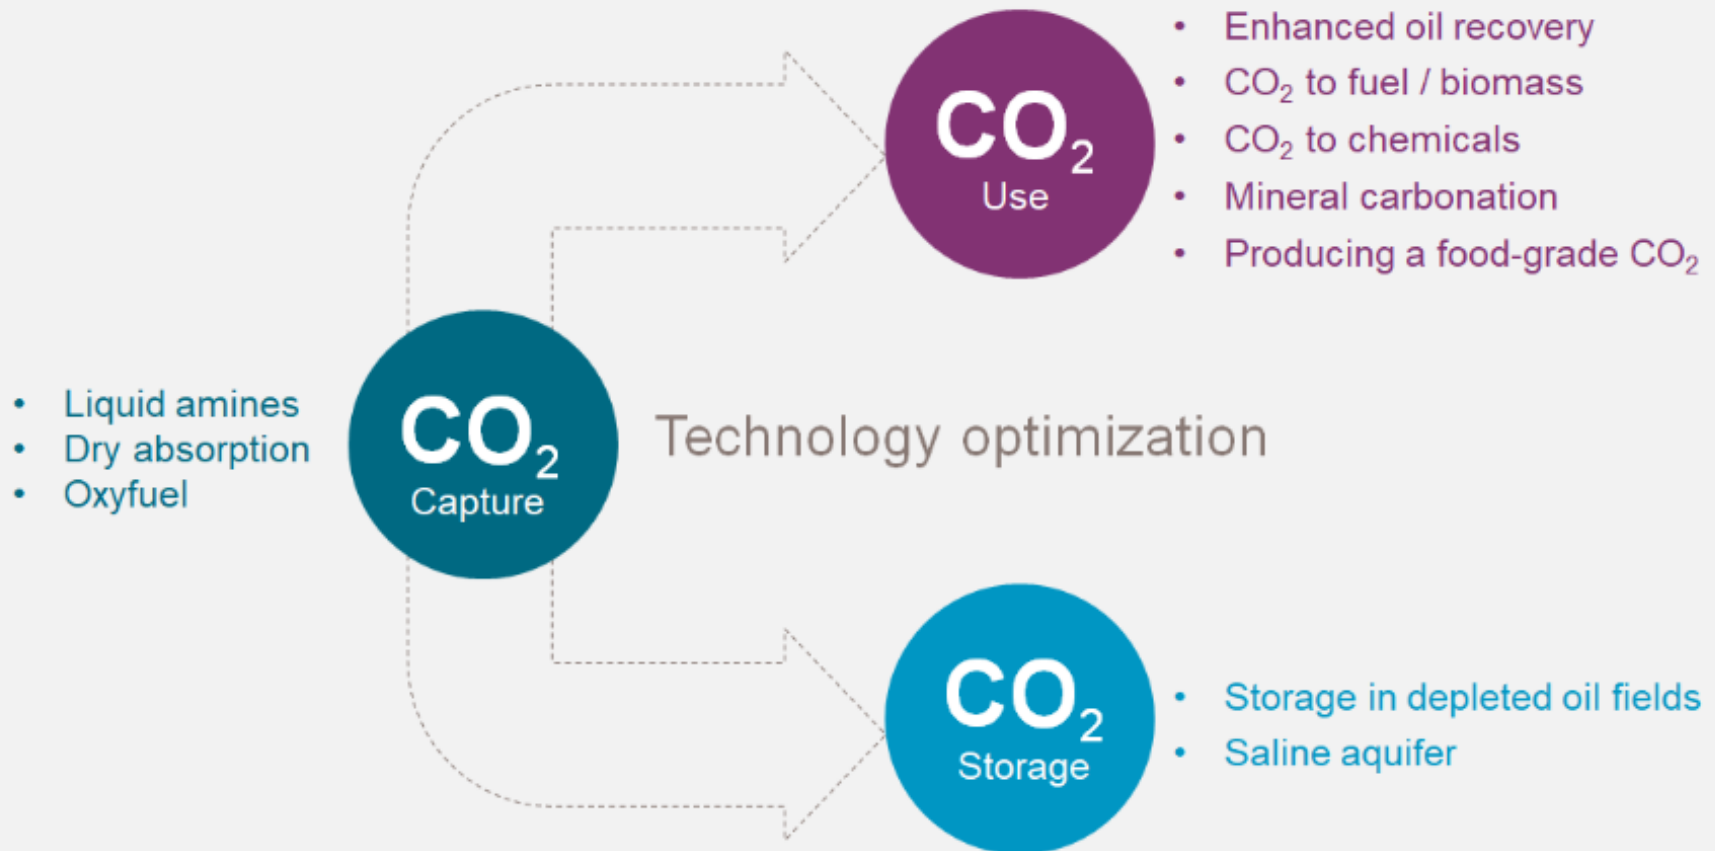 • Liquid amines
• Dry absorption
• Oxyfuel
CO₂
Capture
Technology optimization
CO₂
Use
• Enhanced oil recovery
• CO₂ to fuel / biomass
• CO₂ to chemicals
• Mineral carbonation
• Producing a food-grade CO₂
CO₂
Storage
• Storage in depleted oil fields
• Saline aquifer